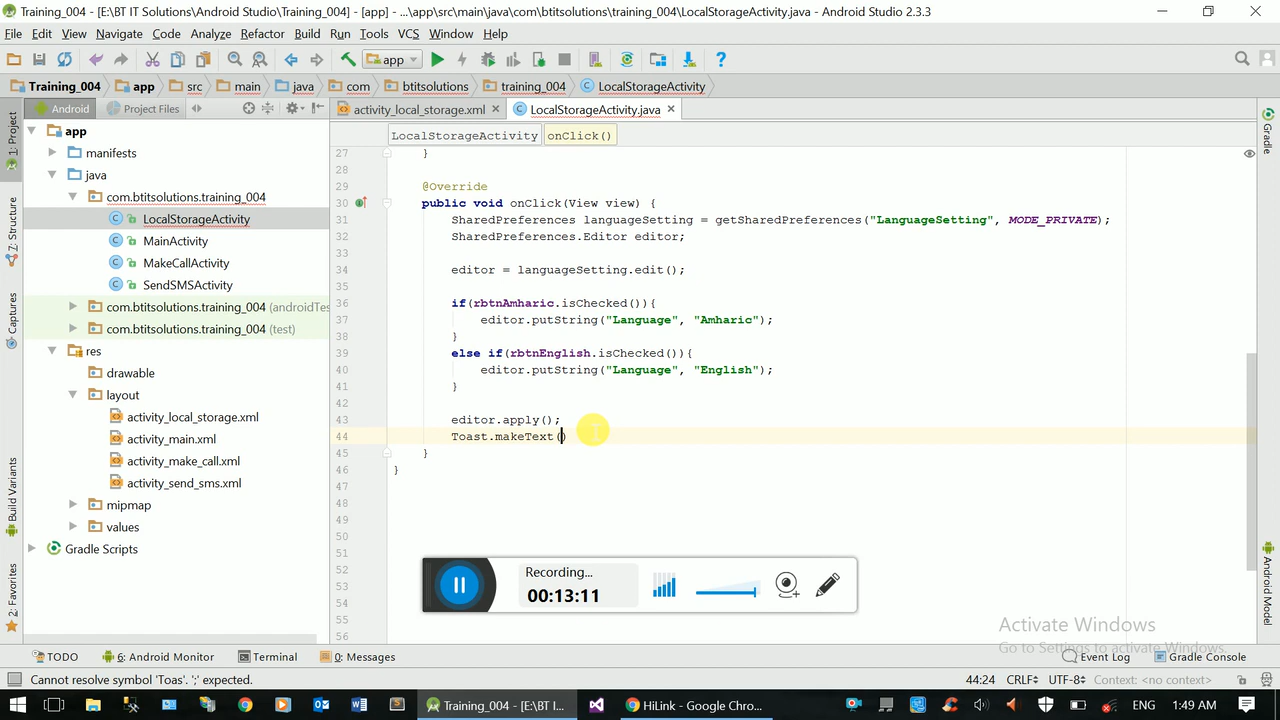 Training_004 - [E:\BT IT Solutions\Android Studio\Training_004] - [app] - ...\app\src\main\java\com\btitsolutions\training_004\LocalStorageActivity.java - Android Studio 2.3.3
File Edit View Navigate Code Analyze Refactor Build Run Tools VCS Window Help
app
Training_004 app src main java com btitsolutions training_004 LocalStorageActivity
Android Project Files activity_local_storage.xml LocalStorageActivity.java
LocalStorageActivity onClick()
1: Project
7: Structure
Captures
Build Variants
2: Favorites
app
manifests
java
com.btitsolutions.training_004
LocalStorageActivity
MainActivity
MakeCallActivity
SendSMSActivity
com.btitsolutions.training_004 (androidTes
com.btitsolutions.training_004 (test)
res
drawable
layout
activity_local_storage.xml
activity_main.xml
activity_make_call.xml
activity_send_sms.xml
mipmap
values
Gradle Scripts
27 }
28
29 @Override
30 public void onClick(View view) {
31 SharedPreferences languageSetting = getSharedPreferences("LanguageSetting", MODE_PRIVATE);
32 SharedPreferences.Editor editor;
33
34 editor = languageSetting.edit();
35
36 if(rbtnAmharic.isChecked()){
37 editor.putString("Language", "Amharic");
38 }
39 else if(rbtnEnglish.isChecked()){
40 editor.putString("Language", "English");
41 }
42
43 editor.apply();
44 Toast.makeText()
45 }
46 }
47
48
49
50
51
52
53
54
55
56
Gradle
Android Model
Recording...
00:13:11
Activate Windows
Go to Settings to activate Windows.
TODO 6: Android Monitor Terminal 0: Messages Event Log Gradle Console
Cannot resolve symbol 'Toas'. ';' expected. 44:24 CRLF UTF-8 Context: <no context>
Training_004 - [E:\BT I... HiLink - Google Chro... ENG 1:49 AM